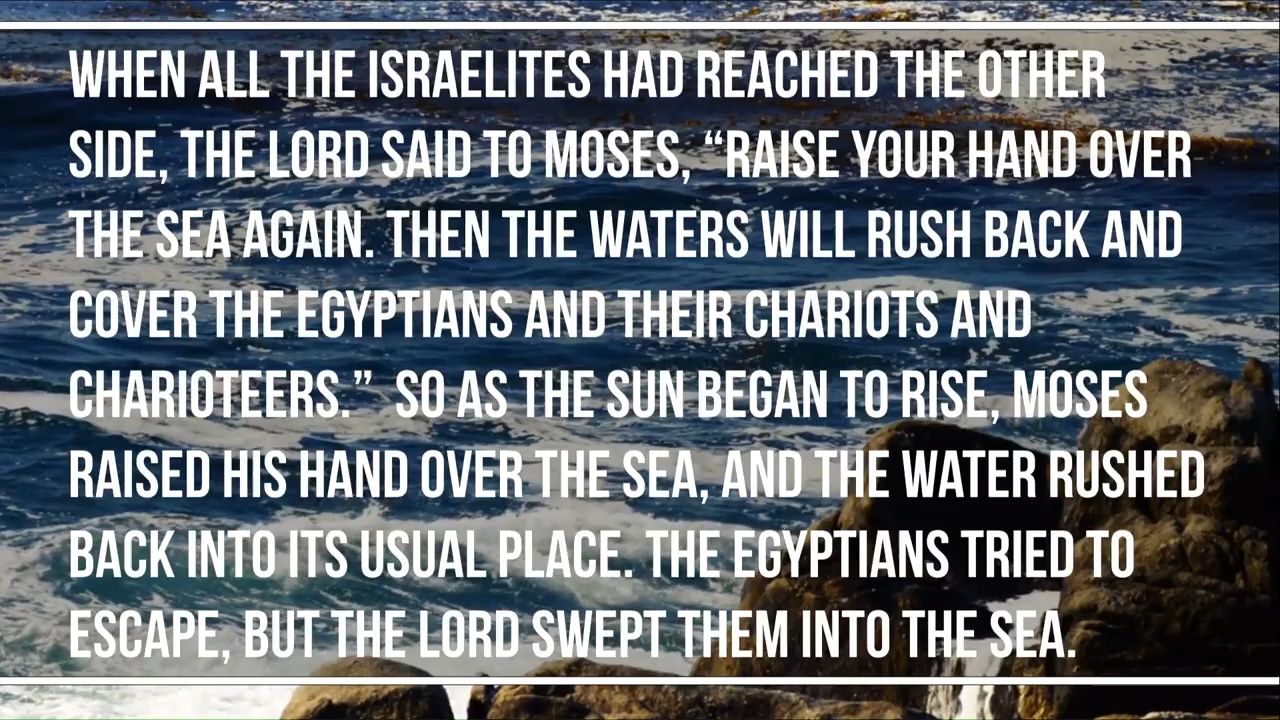 WHEN ALL THE ISRAELITES HAD REACHED THE OTHER
SIDE, THE LORD SAID TO MOSES, “RAISE YOUR HAND OVER
THE SEA AGAIN. THEN THE WATERS WILL RUSH BACK AND
COVER THE EGYPTIANS AND THEIR CHARIOTS AND
CHARIOTEERS.”  SO AS THE SUN BEGAN TO RISE, MOSES
RAISED HIS HAND OVER THE SEA, AND THE WATER RUSHED
BACK INTO ITS USUAL PLACE. THE EGYPTIANS TRIED TO
ESCAPE, BUT THE LORD SWEPT THEM INTO THE SEA.